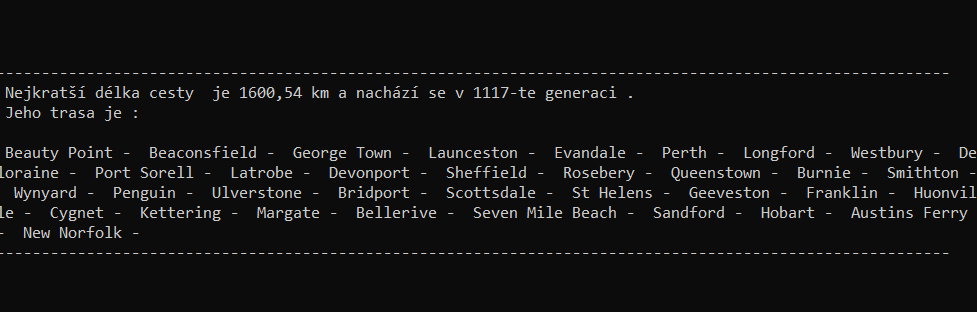 ---------------------------------------------------------------------------------------------------------
Nejkratší délka cesty  je 1600,54 km a nachází se v 1117-te generaci .
Jeho trasa je :
Beauty Point -  Beaconsfield -  George Town -  Launceston -  Evandale -  Perth -  Longford -  Westbury -  De
loraine -  Port Sorell -  Latrobe -  Devonport -  Sheffield -  Rosebery -  Queenstown -  Burnie -  Smithton -
Wynyard -  Penguin -  Ulverstone -  Bridport -  Scottsdale -  St Helens -  Geeveston -  Franklin -  Huonvil
le -  Cygnet -  Kettering -  Margate -  Bellerive -  Seven Mile Beach -  Sandford -  Hobart -  Austins Ferry
-  New Norfolk -
---------------------------------------------------------------------------------------------------------